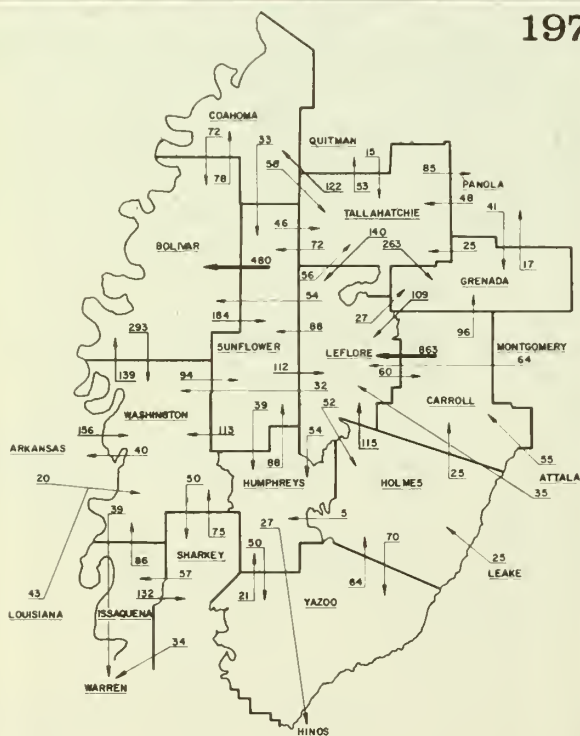 197
COAHOMA
72
78
33
QUITMAN
15
58
122
53
85
PANOLA
48
41
TALLAHATCHIE
46
140
72
263
25
17
BOLIVAR
480
56
GRENADA
54
27
109
184
96
88
293
SUNFLOWER
LEFLORE
863
MONTGOMERY
139
112
60
64
94
32
CARROLL
WASHINGTON
39
52
ARKANSAS
156
113
115
55
40
88
54
25
ATTALA
20
50
HUMPHREYS
HOLMES
35
39
75
27
5
86
SHARKEY
50
70
25
43
57
LEAKE
LOUISIANA
ISSAQUENA
132
21
84
YAZOO
34
WARREN
HINDS